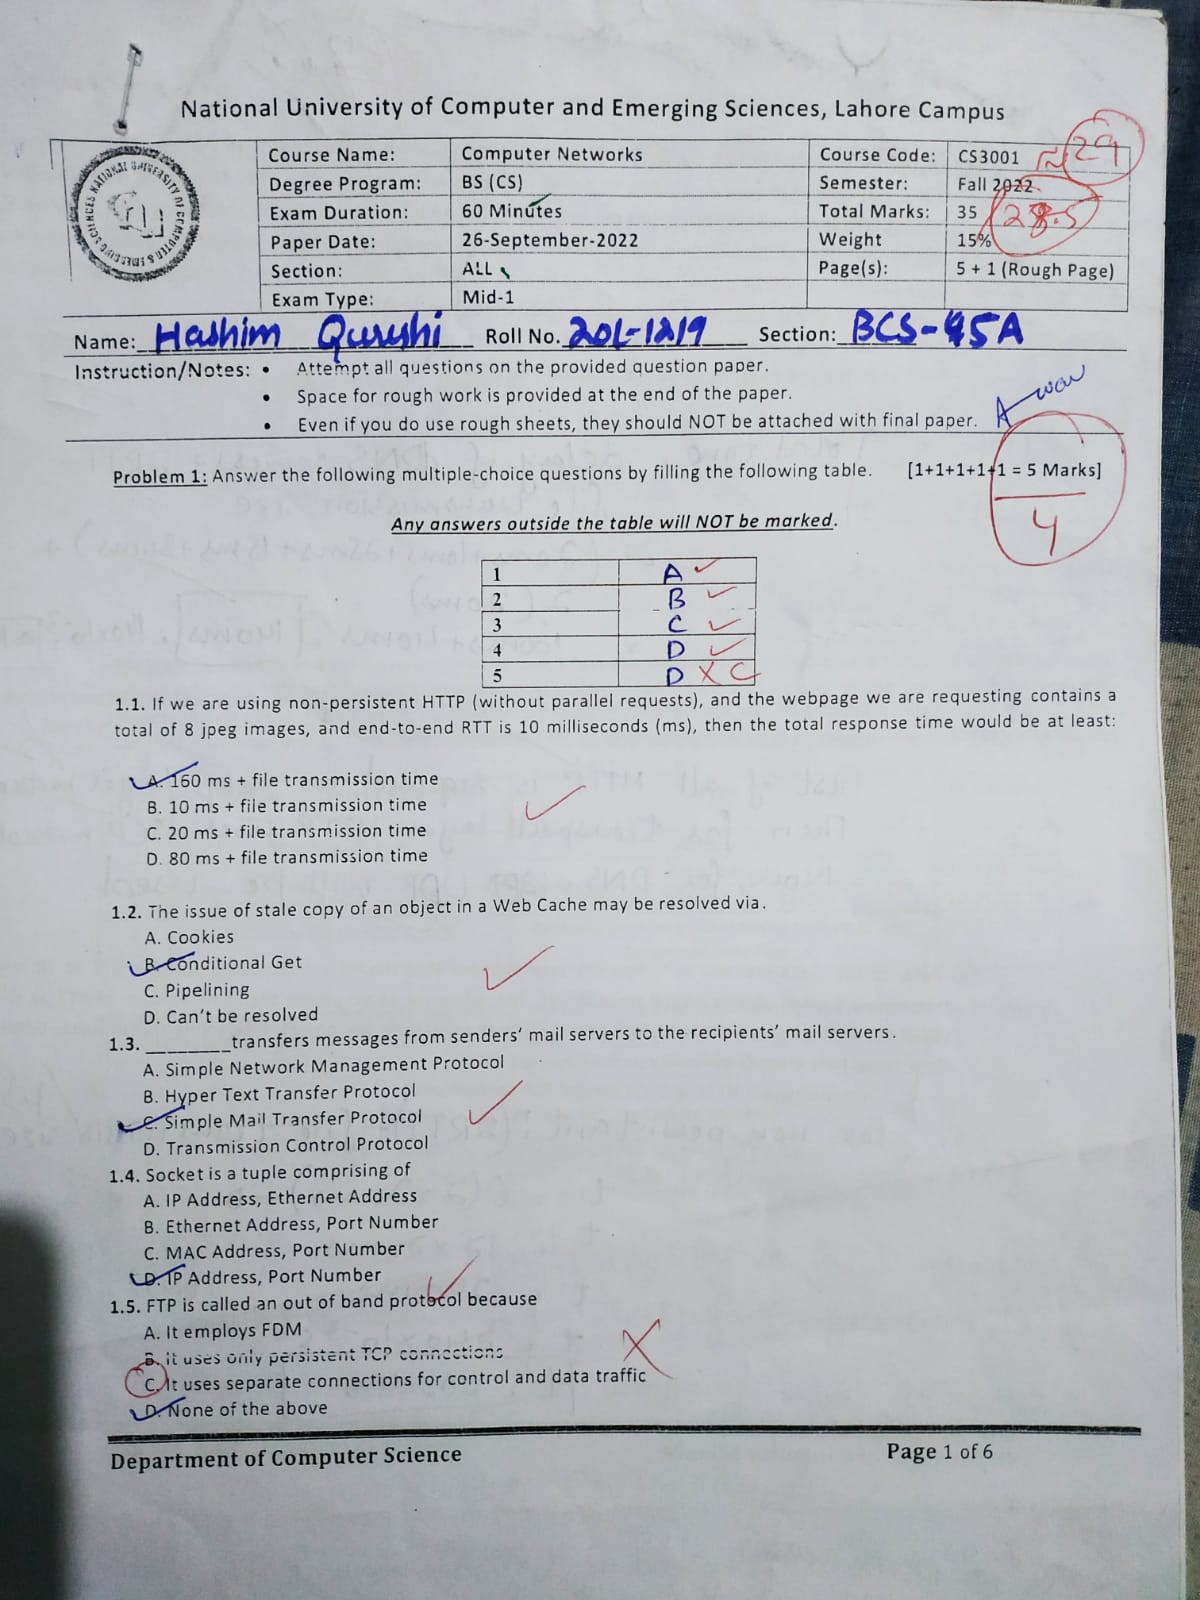 National University of Computer and Emerging Sciences, Lahore Campus
Course Name: Computer Networks Course Code: CS3001 ≈ 29
Degree Program: BS (CS) Semester: Fall 2022
Exam Duration: 60 Minutes Total Marks: 35 28.5
Paper Date: 26-September-2022 Weight 15%
Section: ALL Page(s): 5 + 1 (Rough Page)
Exam Type: Mid-1
Name: Hashim Qureshi Roll No. 20L-1219 Section: BCS-5A
Instruction/Notes: • Attempt all questions on the provided question paper.
• Space for rough work is provided at the end of the paper.
• Even if you do use rough sheets, they should NOT be attached with final paper.
Problem 1: Answer the following multiple-choice questions by filling the following table. [1+1+1+1+1 = 5 Marks]
4
Any answers outside the table will NOT be marked.
1 A ✓
2 B ✓
3 C ✓
4 D ✓
5 D X C
1.1. If we are using non-persistent HTTP (without parallel requests), and the webpage we are requesting contains a
total of 8 jpeg images, and end-to-end RTT is 10 milliseconds (ms), then the total response time would be at least:
A. 160 ms + file transmission time
B. 10 ms + file transmission time
C. 20 ms + file transmission time
D. 80 ms + file transmission time
1.2. The issue of stale copy of an object in a Web Cache may be resolved via.
A. Cookies
B. Conditional Get
C. Pipelining
D. Can't be resolved
1.3. ________transfers messages from senders' mail servers to the recipients' mail servers.
A. Simple Network Management Protocol
B. Hyper Text Transfer Protocol
C. Simple Mail Transfer Protocol
D. Transmission Control Protocol
1.4. Socket is a tuple comprising of
A. IP Address, Ethernet Address
B. Ethernet Address, Port Number
C. MAC Address, Port Number
D. IP Address, Port Number
1.5. FTP is called an out of band protocol because
A. It employs FDM
B. It uses only persistent TCP connections
C. It uses separate connections for control and data traffic
D. None of the above
Department of Computer Science Page 1 of 6